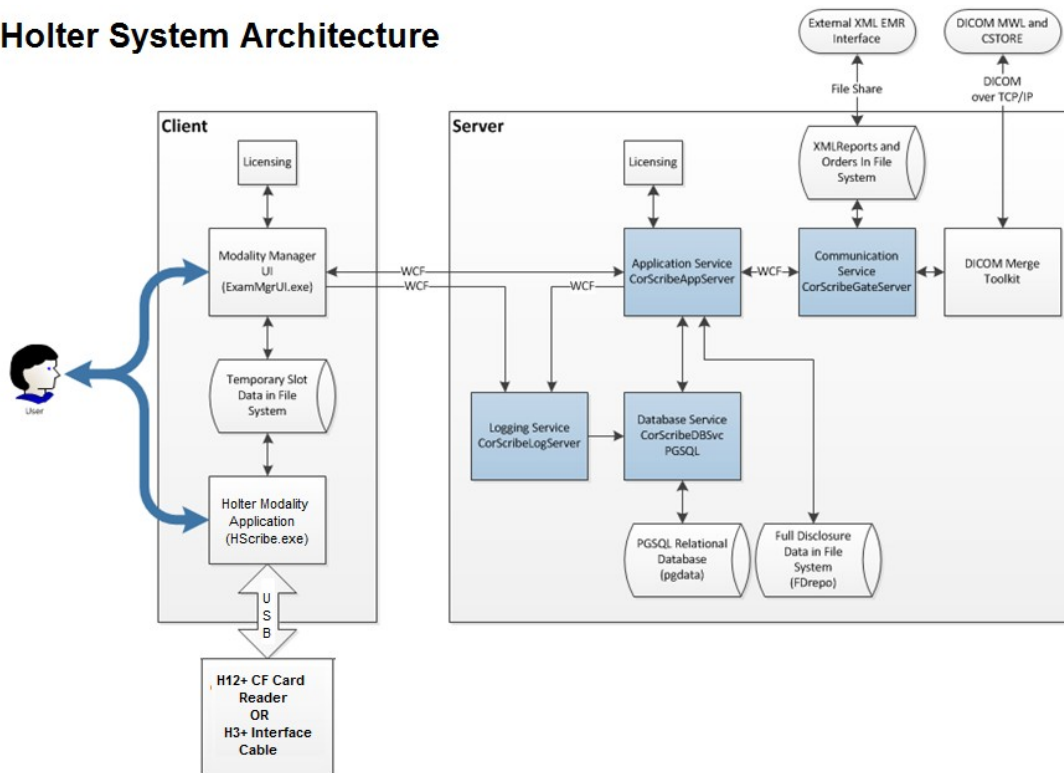 Holter System Architecture
External XML EMR
Interface
DICOM MWL and
CSTORE
File Share
DICOM
over TCP/IP
Client
Server
Licensing
Licensing
XMLReports and
Orders In File
System
Modality Manager
UI
(ExamMgrUI.exe)
WCF
WCF
Application Service
CorScribeAppServer
WCF
WCF
Communication
Service
CorScribeGateServer
DICOM Merge
Toolkit
User
Temporary Slot
Data in File
System
Logging Service
CorScribeLogServer
Database Service
CorScribeDBSvc
PGSQL
Holter Modality
Application
(HScribe.exe)
PGSQL Relational
Database
(pgdata)
Full Disclosure
Data in File
System
(FDrepo)
U
S
B
H12+ CF Card
Reader
OR
H3+ Interface
Cable